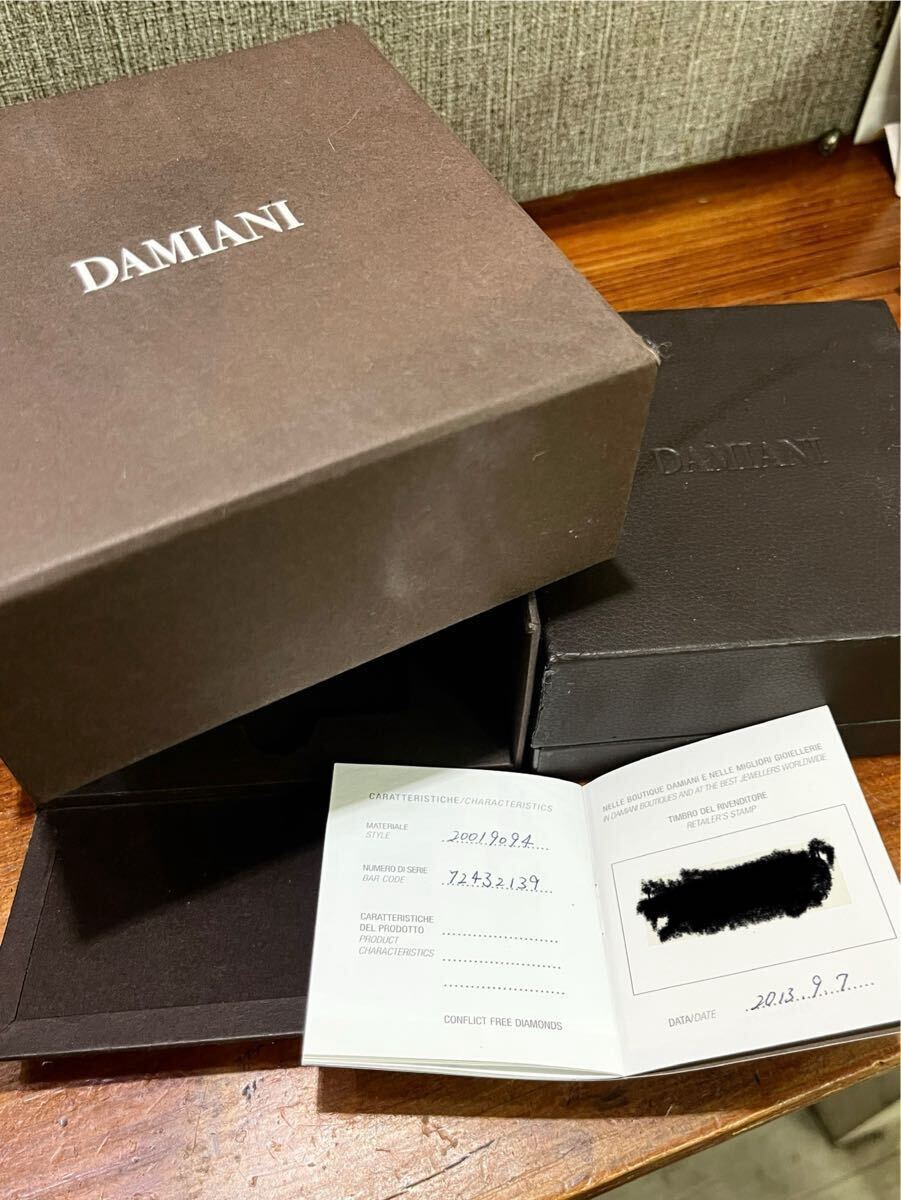 DAMIANI
DAMIANI
CARATTERISTICHE/CHARACTERISTICS
MATERIALE
STYLE
20019094
NUMERO DI SERIE
BAR CODE
72432139
CARATTERISTICHE
DEL PRODOTTO
PRODUCT
CHARACTERISTICS
CONFLICT FREE DIAMONDS
NELLE BOUTIQUE DAMIANI E NELLE MIGLIORI GIOIELLERIE
IN DAMIANI BOUTIQUES AND AT THE BEST JEWELLERS WORLDWIDE
TIMBRO DEL RIVENDITORE
RETAILER'S STAMP
DATA/DATE
2013.9.7